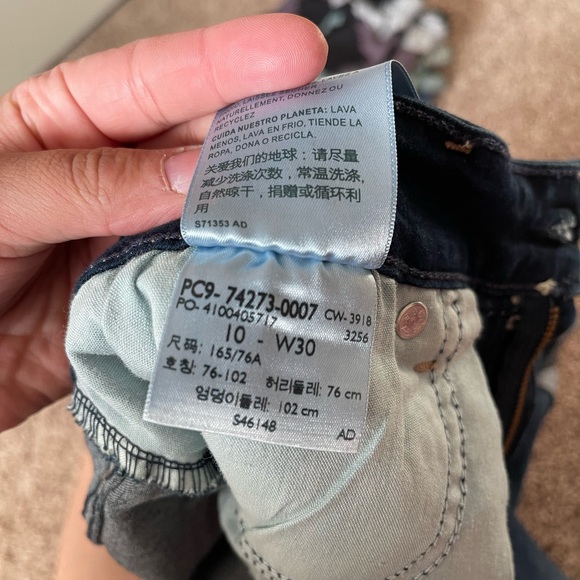 LAISSEZ SÉCHER
NATURELLEMENT, DONNEZ OU
RECYCLEZ
CUIDA NUESTRO PLANETA: LAVA
MENOS, LAVA EN FRIO, TIENDE LA
ROPA, DONA O RECICLA.
关爱我们的地球: 请尽量
减少洗涤次数, 常温洗涤,
自然晾干, 捐赠或循环利
用
S71353 AD
PC9- 74273-0007 CW- 3918
PO- 4100405717 3256
10 - W30
尺码: 165/76A
호칭: 76-102 허리둘레: 76 cm
엉덩이둘레: 102 cm
S46148 AD